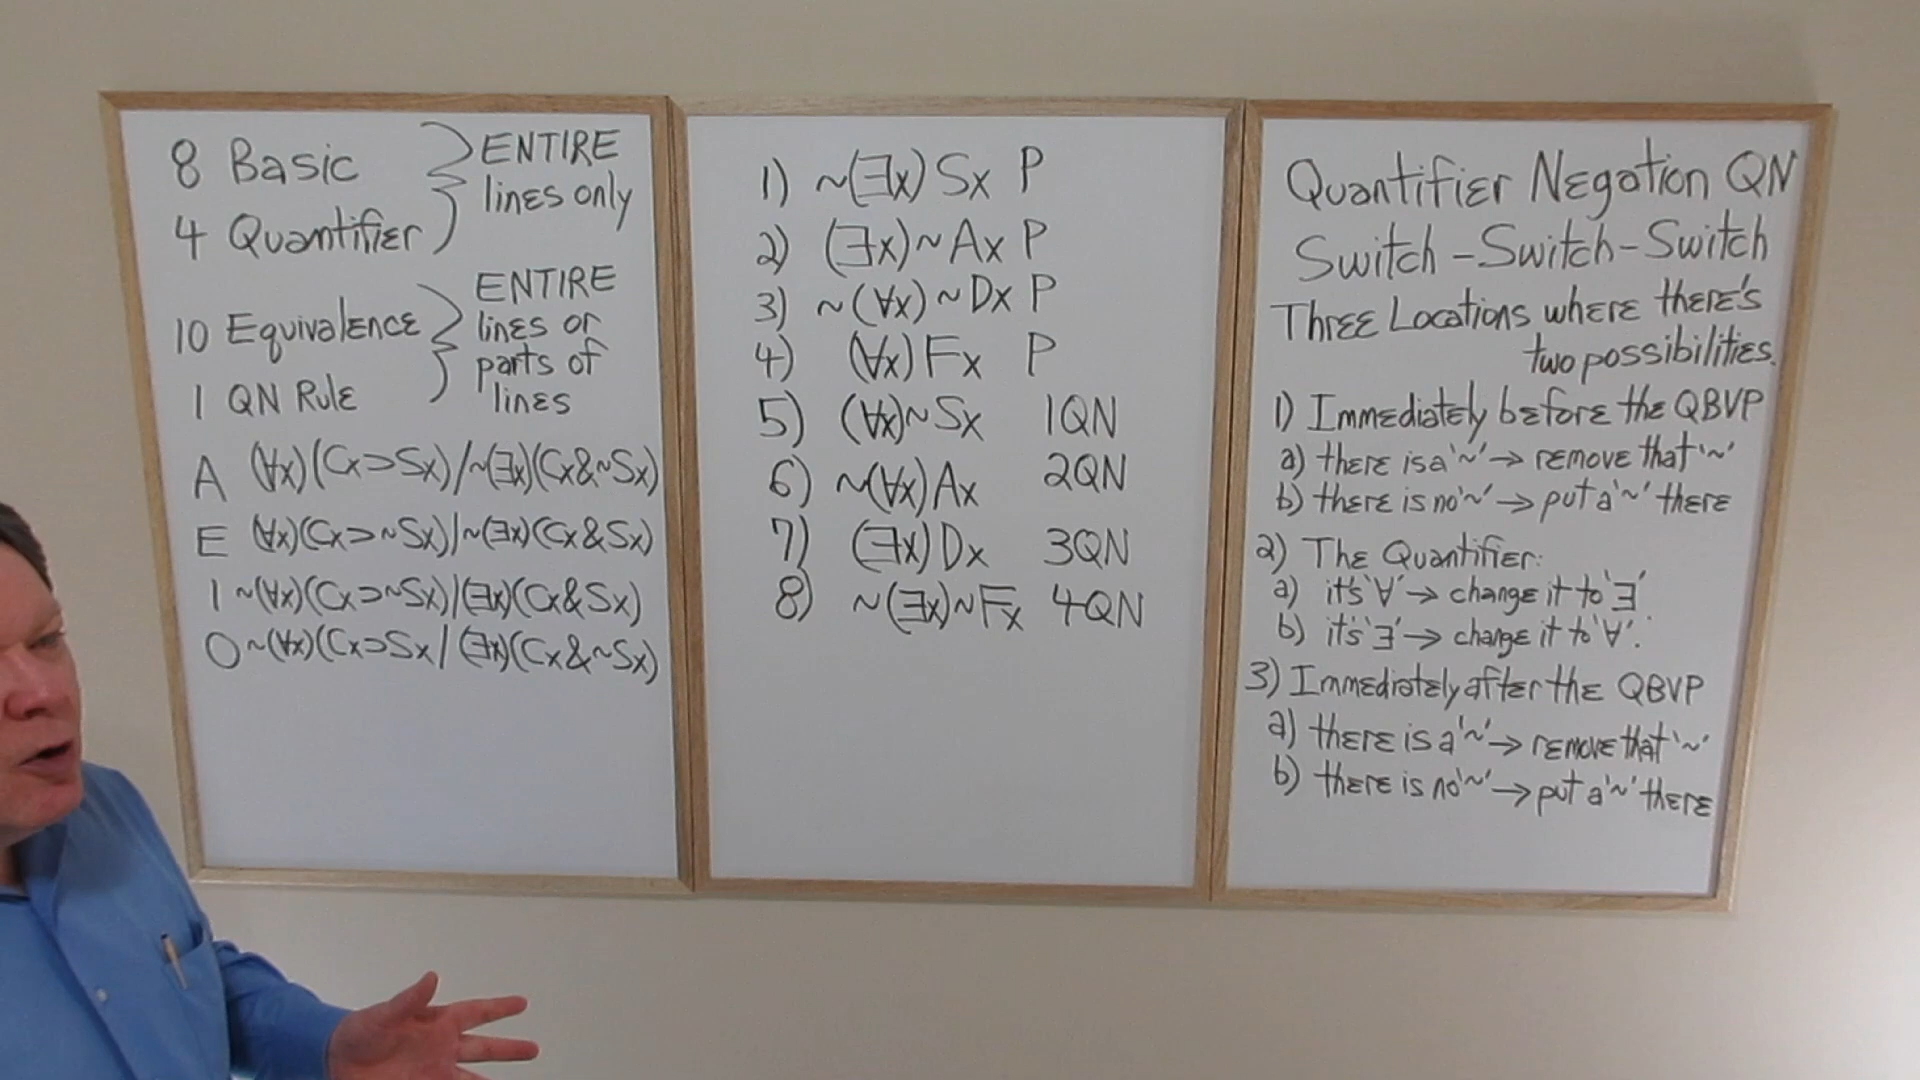 8 Basic
4 Quantifier
ENTIRE
lines only
10 Equivalence
1 QN Rule
ENTIRE
lines or
parts of
lines
A (∀x)(Cx⊃Sx)/~(∃x)(Cx&~Sx)
E (∀x)(Cx⊃~Sx)/~(∃x)(Cx&Sx)
I ~(∀x)(Cx⊃~Sx)/(∃x)(Cx&Sx)
O ~(∀x)(Cx⊃Sx/(∃x)(Cx&~Sx)
1) ~(∃x) Sx P
2) (∃x)~Ax P
3) ~(∀x)~Dx P
4) (∀x)Fx P
5) (∀x)~Sx 1QN
6) ~(∀x)Ax 2QN
7) (∃x)Dx 3QN
8) ~(∃x)~Fx 4QN
Quantifier Negation QN
Switch-Switch-Switch
Three Locations where there's
two possibilities.
1) Immediately before the QBVP
a) there is a '~' → remove that '~'
b) there is no '~' → put a '~' there
2) The Quantifier:
a) it's '∀' → change it to '∃'
b) it's '∃' → change it to '∀'.
3) Immediately after the QBVP
a) there is a '~' → remove that '~'
b) there is no '~' → put a '~' there